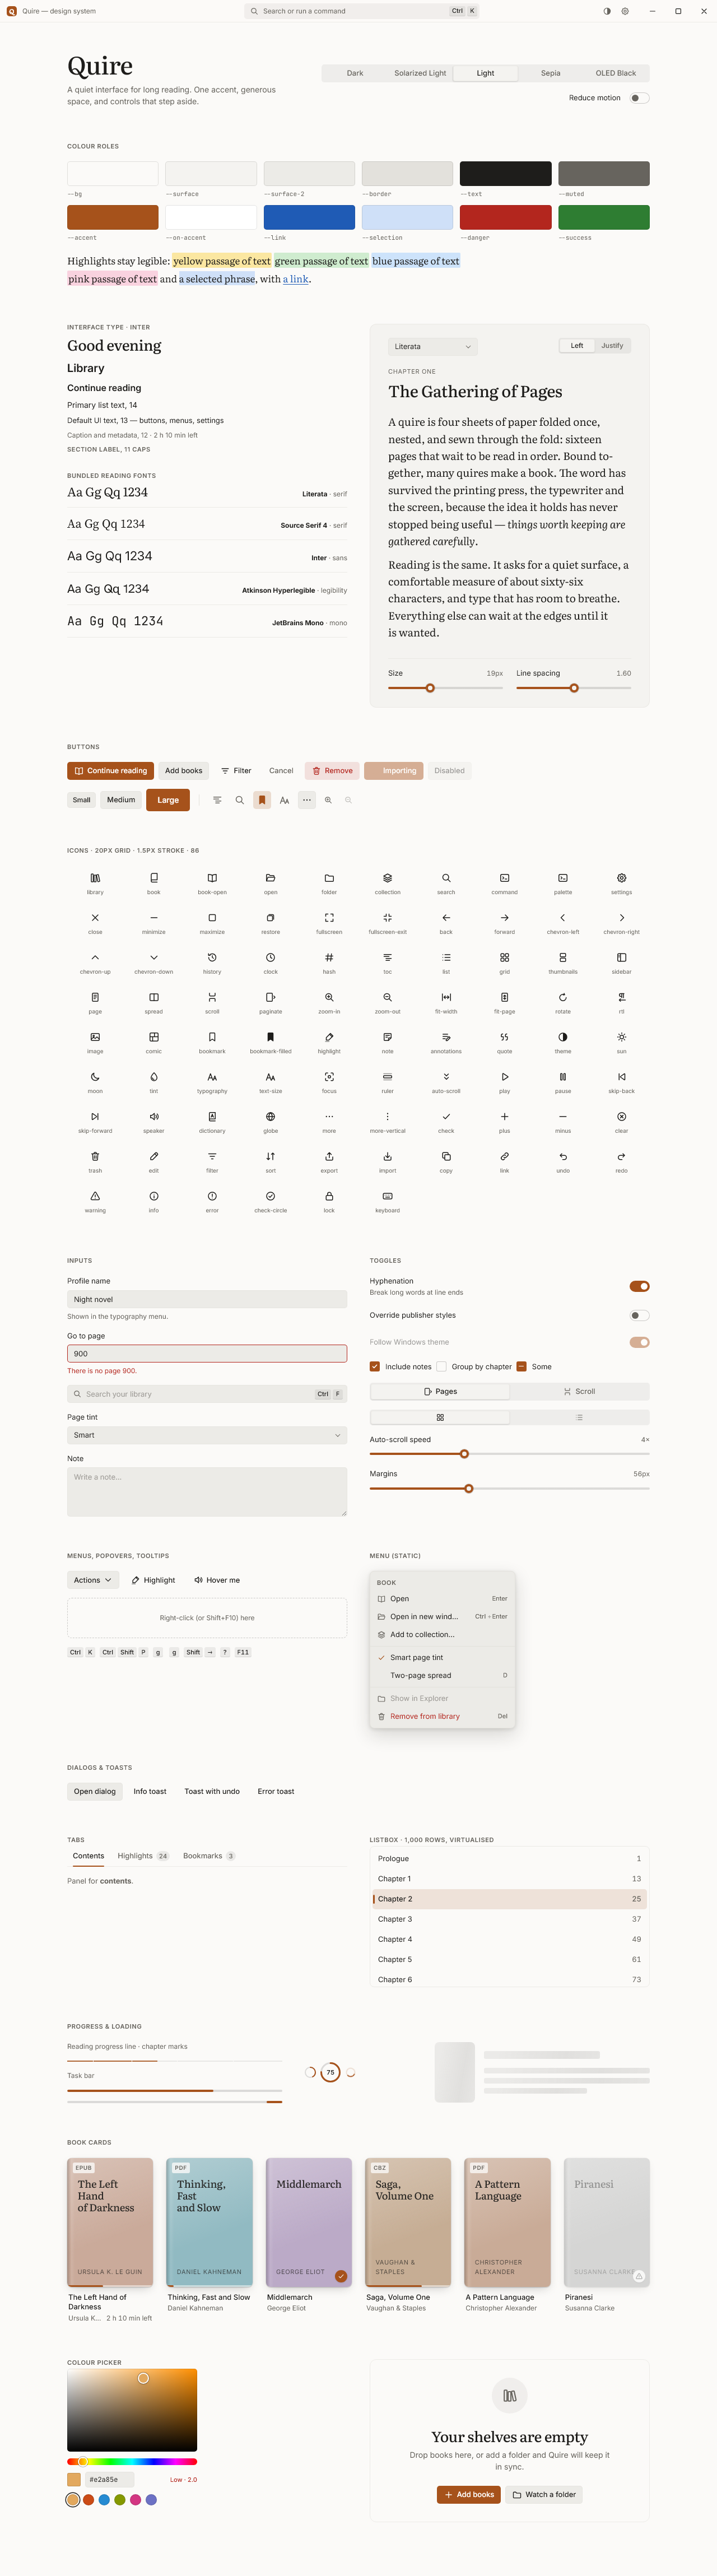 Quire — design system
Search or run a command
Ctrl K
Quire
A quiet interface for long reading. One accent, generous
space, and controls that step aside.
Dark
Solarized Light
Light
Sepia
OLED Black
Reduce motion
COLOUR ROLES
--bg
--surface
--surface-2
--border
--text
--muted
--accent
--on-accent
--link
--selection
--danger
--success
Highlights stay legible: yellow passage of text green passage of text blue passage of text
pink passage of text and a selected phrase, with a link.
INTERFACE TYPE · INTER
Good evening
Library
Continue reading
Primary list text, 14
Default UI text, 13 — buttons, menus, settings
Caption and metadata, 12 · 2 h 10 min left
SECTION LABEL, 11 CAPS
BUNDLED READING FONTS
Aa Gg Qq 1234
Literata · serif
Aa Gg Qq 1234
Source Serif 4 · serif
Aa Gg Qq 1234
Inter · sans
Aa Gg Qq 1234
Atkinson Hyperlegible · legibility
Aa Gg Qq 1234
JetBrains Mono · mono
Literata
Left
Justify
CHAPTER ONE
The Gathering of Pages
A quire is four sheets of paper folded once,
nested, and sewn through the fold: sixteen
pages that wait to be read in order. Bound to-
gether, many quires make a book. The word has
survived the printing press, the typewriter and
the screen, because the idea it holds has never
stopped being useful — things worth keeping are
gathered carefully.
Reading is the same. It asks for a quiet surface, a
comfortable measure of about sixty-six
characters, and type that has room to breathe.
Everything else can wait at the edges until it
is wanted.
Size
19px
Line spacing
1.60
BUTTONS
Continue reading
Add books
Filter
Cancel
Remove
Importing
Disabled
Small
Medium
Large
ICONS · 20PX GRID · 1.5PX STROKE · 86
library
book
book-open
open
folder
collection
search
command
palette
settings
close
minimize
maximize
restore
fullscreen
fullscreen-exit
back
forward
chevron-left
chevron-right
chevron-up
chevron-down
history
clock
hash
toc
list
grid
thumbnails
sidebar
page
spread
scroll
paginate
zoom-in
zoom-out
fit-width
fit-page
rotate
rtl
image
comic
bookmark
bookmark-filled
highlight
note
annotations
quote
theme
sun
moon
tint
typography
text-size
focus
ruler
auto-scroll
play
pause
skip-back
skip-forward
speaker
dictionary
globe
more
more-vertical
check
plus
minus
clear
trash
edit
filter
sort
export
import
copy
link
undo
redo
warning
info
error
check-circle
lock
keyboard
INPUTS
Profile name
Night novel
Shown in the typography menu.
Go to page
900
There is no page 900.
Search your library
Ctrl F
Page tint
Smart
Note
Write a note…
TOGGLES
Hyphenation
Break long words at line ends
Override publisher styles
Follow Windows theme
Include notes
Group by chapter
Some
Pages
Scroll
Auto-scroll speed
4×
Margins
56px
MENUS, POPOVERS, TOOLTIPS
Actions
Highlight
Hover me
Right-click (or Shift+F10) here
Ctrl K Ctrl Shift P g g Shift → ? F11
MENU (STATIC)
BOOK
Open
Enter
Open in new wind…
Ctrl+Enter
Add to collection…
Smart page tint
Two-page spread
D
Show in Explorer
Remove from library
Del
DIALOGS & TOASTS
Open dialog
Info toast
Toast with undo
Error toast
TABS
Contents
Highlights 24
Bookmarks 3
Panel for contents.
LISTBOX · 1,000 ROWS, VIRTUALISED
Prologue
1
Chapter 1
13
Chapter 2
25
Chapter 3
37
Chapter 4
49
Chapter 5
61
Chapter 6
73
PROGRESS & LOADING
Reading progress line · chapter marks
Task bar
75
BOOK CARDS
EPUB
The Left
Hand
of Darkness
URSULA K. LE GUIN
The Left Hand of
Darkness
Ursula K…
2 h 10 min left
PDF
Thinking,
Fast
and Slow
DANIEL KAHNEMAN
Thinking, Fast and Slow
Daniel Kahneman
Middlemarch
GEORGE ELIOT
Middlemarch
George Eliot
CBZ
Saga,
Volume One
VAUGHAN &
STAPLES
Saga, Volume One
Vaughan & Staples
PDF
A Pattern
Language
CHRISTOPHER
ALEXANDER
A Pattern Language
Christopher Alexander
Piranesi
SUSANNA CLARKE
Piranesi
Susanna Clarke
COLOUR PICKER
#e2a85e
Low · 2.0
Your shelves are empty
Drop books here, or add a folder and Quire will keep it
in sync.
Add books
Watch a folder